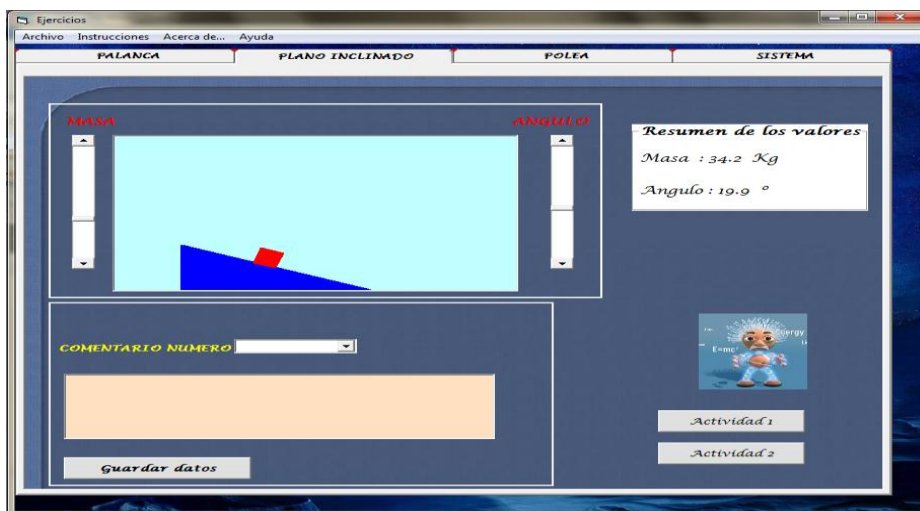 Ejercicios
Archivo Instrucciones Acerca de... Ayuda
PALANCA PLANO INCLINADO POLEA SISTEMA
MASA ANGULO
Resumen de los valores
Masa : 34.2 Kg
Angulo : 19.9 º
COMENTARIO NUMERO
E=mc²
Actividad 1
Actividad 2
Guardar datos